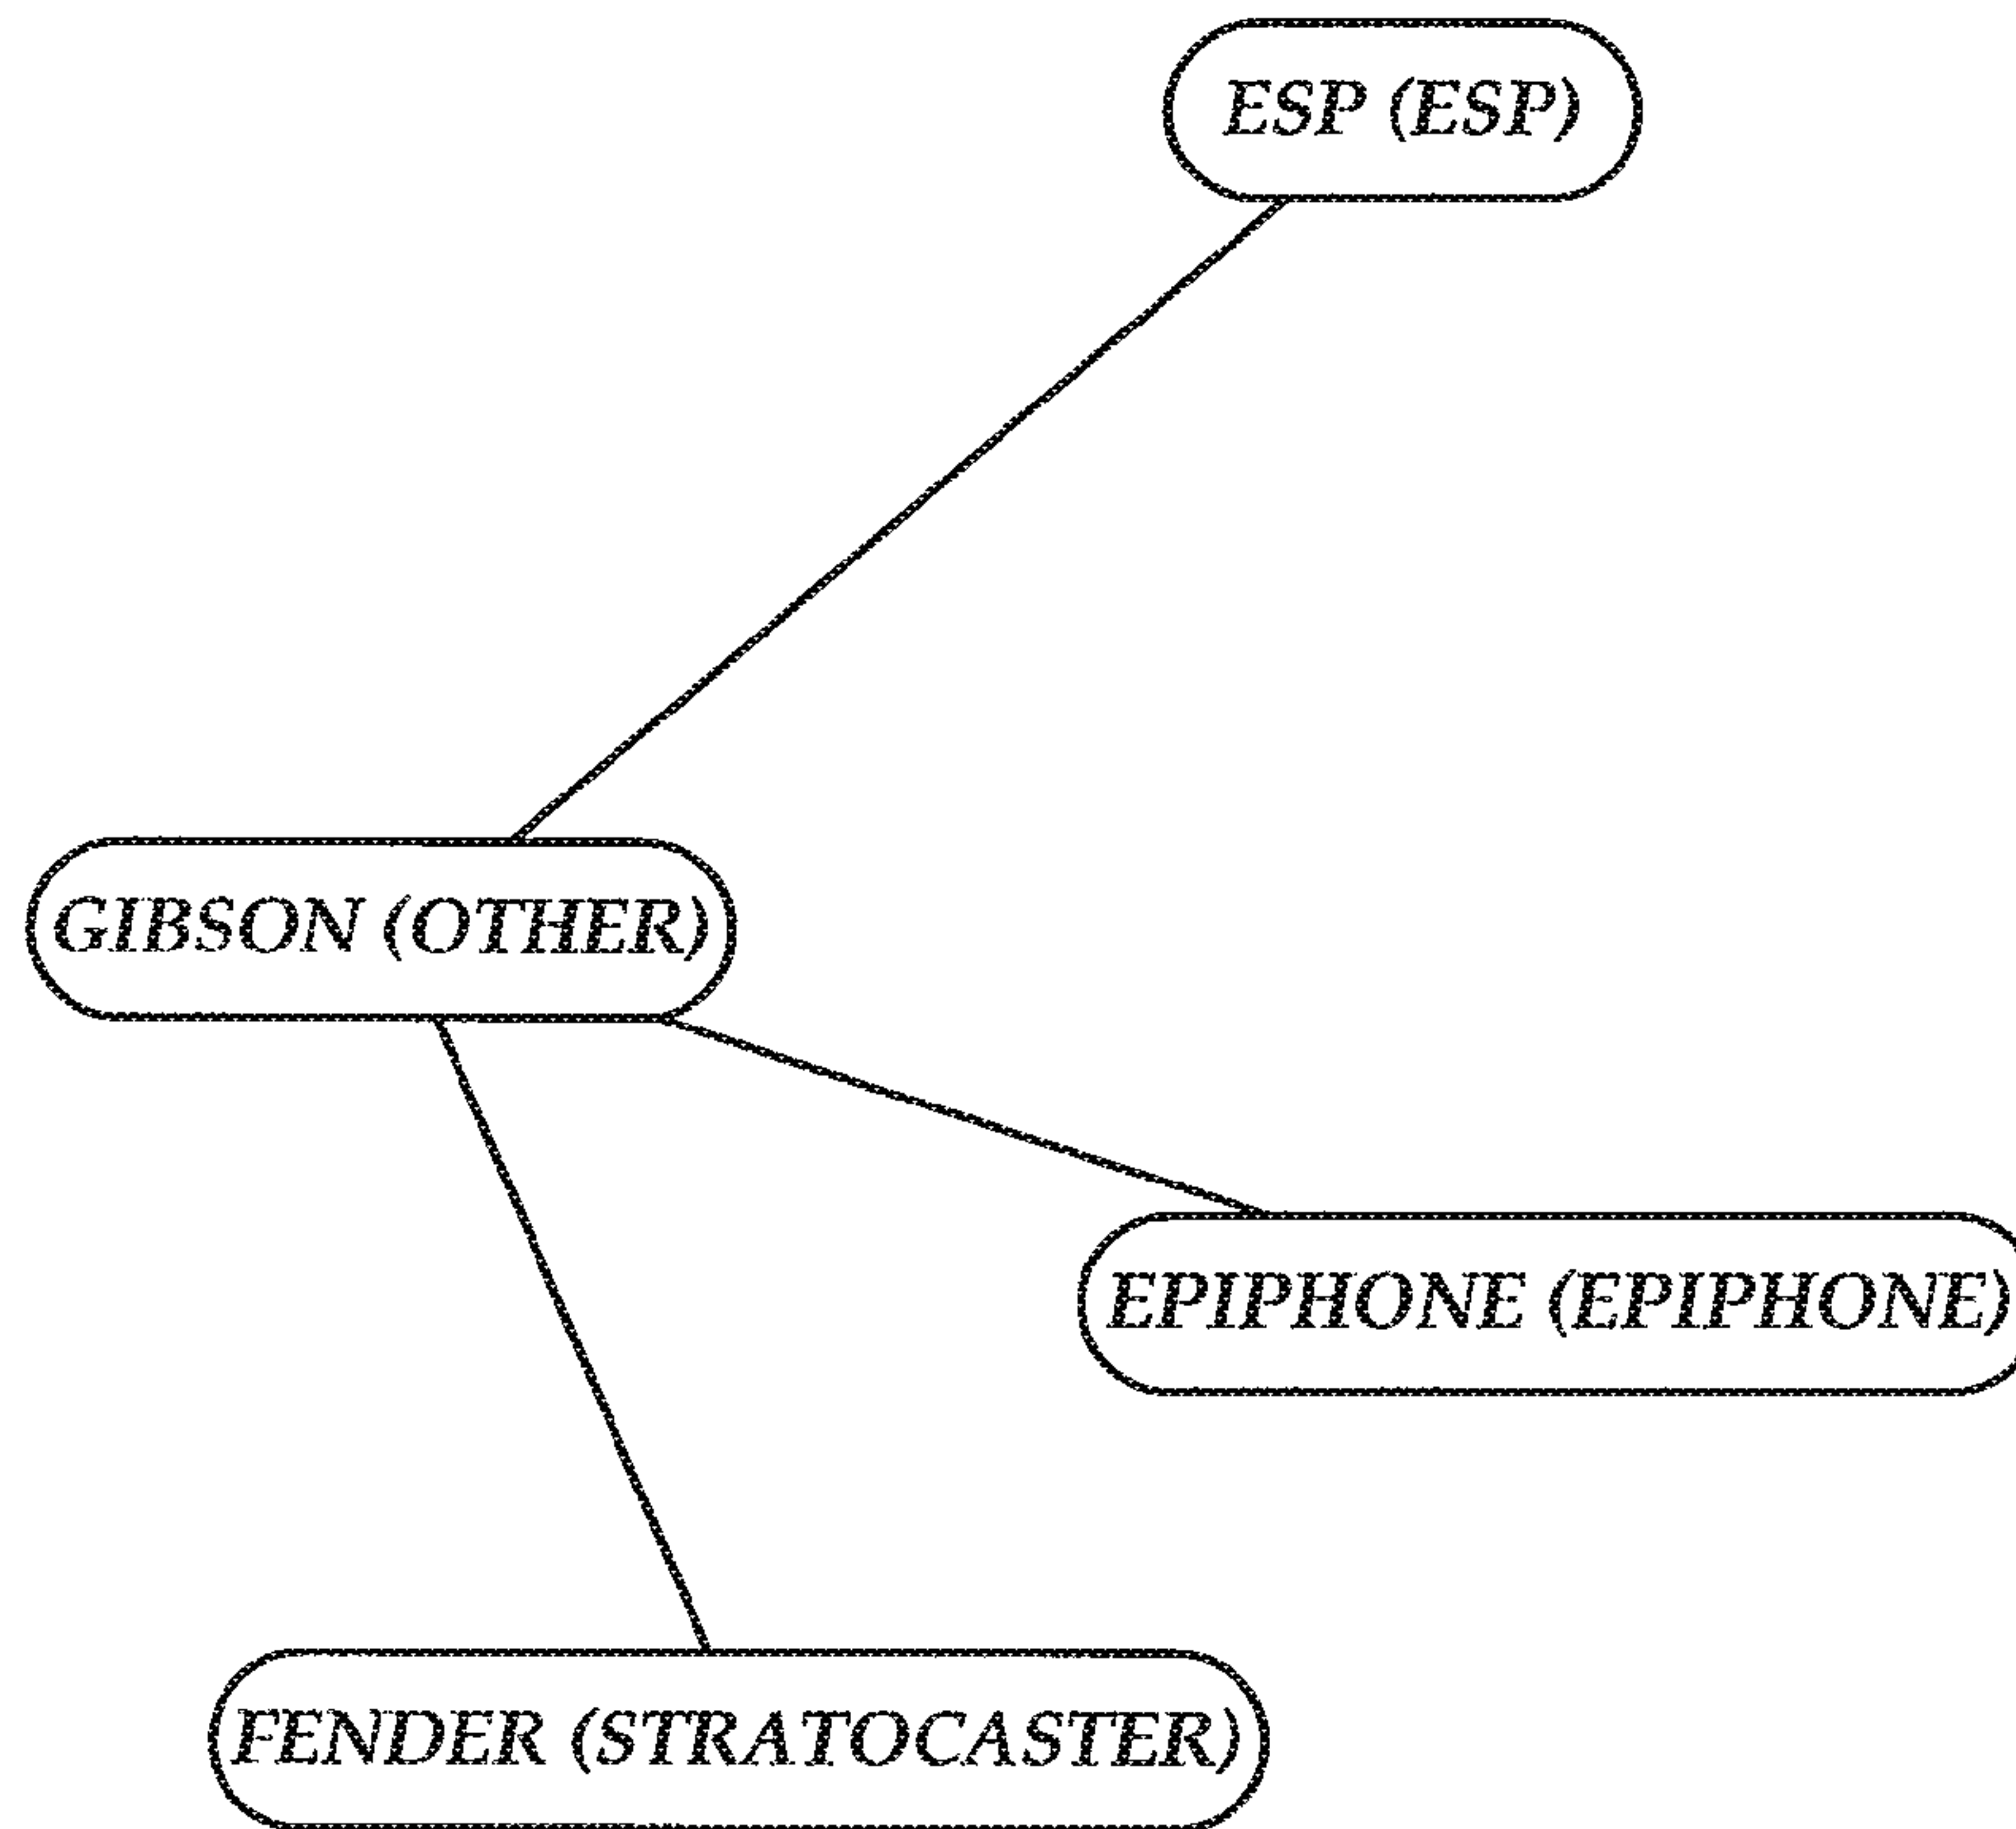 ESP (ESP)
GIBSON (OTHER)
EPIPHONE (EPIPHONE)
FENDER (STRATOCASTER)